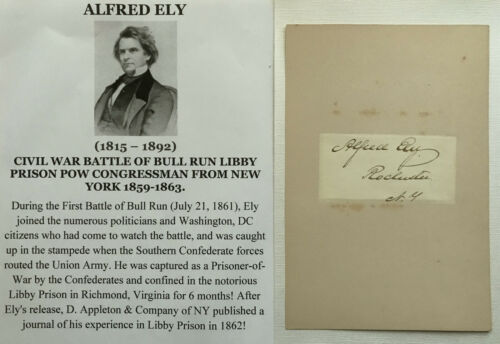 ALFRED ELY
(1815 – 1892)
CIVIL WAR BATTLE OF BULL RUN LIBBY
PRISON POW CONGRESSMAN FROM NEW
YORK 1859-1863.
During the First Battle of Bull Run (July 21, 1861), Ely
joined the numerous politicians and Washington, DC
citizens who had come to watch the battle, and was caught
up in the stampede when the Southern Confederate forces
routed the Union Army. He was captured as a Prisoner-of-
War by the Confederates and confined in the notorious
Libby Prison in Richmond, Virginia for 6 months! After
Ely's release, D. Appleton & Company of NY published a
journal of his experience in Libby Prison in 1862!
Alfred Ely
Rochester
N.Y